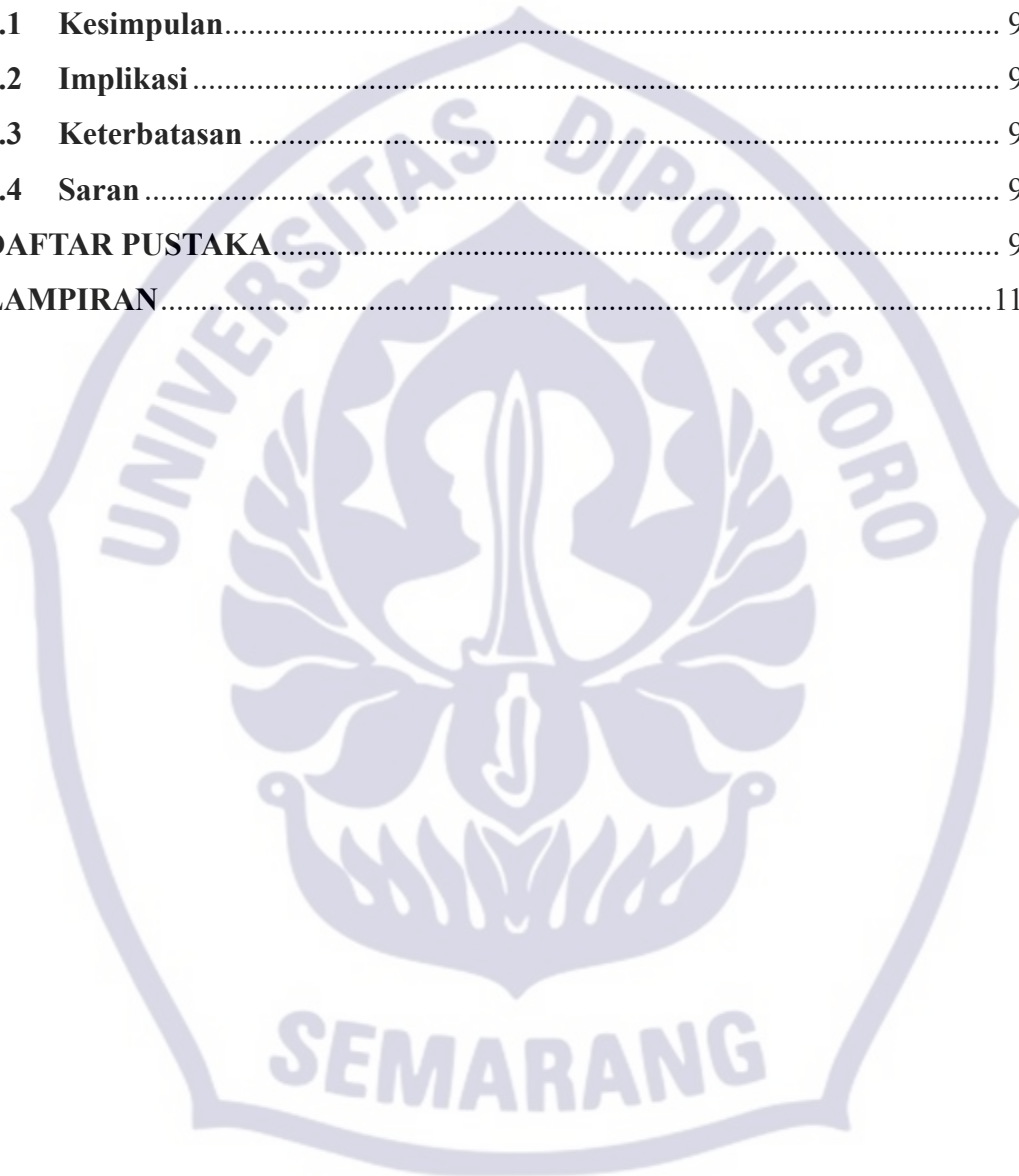 .1 Kesimpulan........................................................................................ 9
.2 Implikasi ........................................................................................... 9
.3 Keterbatasan ..................................................................................... 9
.4 Saran ................................................................................................ 9
DAFTAR PUSTAKA................................................................................... 9
LAMPIRAN...............................................................................................11
UNIVERSITAS DIPONEGORO
SEMARANG